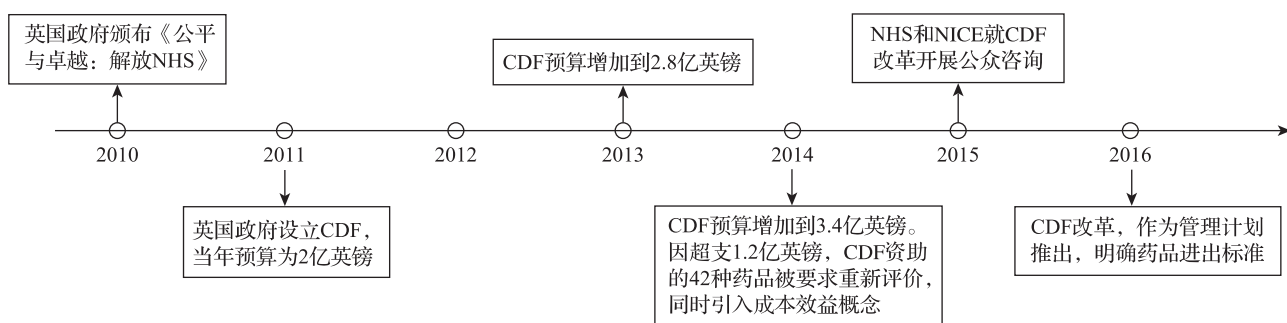 英国政府颁布《公平
与卓越：解放NHS》
CDF预算增加到2.8亿英镑
NHS和NICE就CDF
改革开展公众咨询
2010
2011
2012
2013
2014
2015
2016
英国政府设立CDF，
当年预算为2亿英镑
CDF预算增加到3.4亿英镑。
因超支1.2亿英镑，CDF资助
的42种药品被要求重新评价，
同时引入成本效益概念
CDF改革，作为管理计划
推出，明确药品进出标准